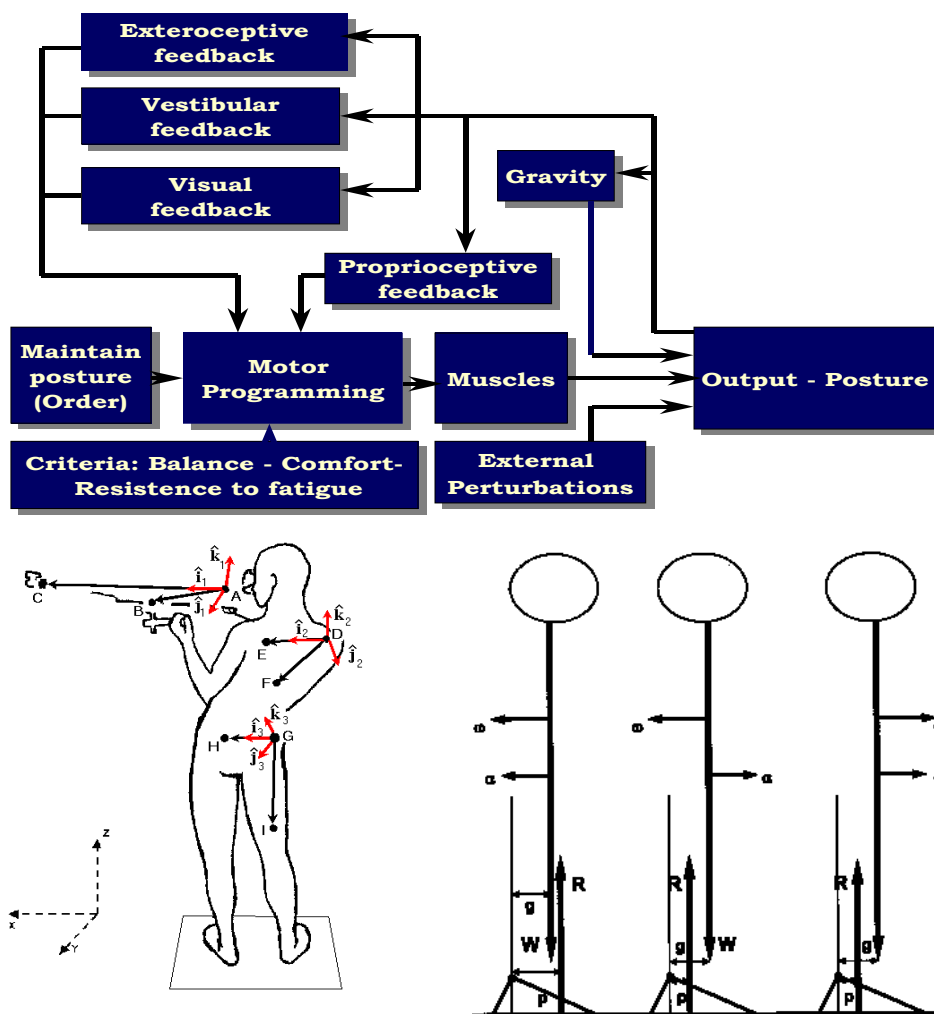 Exteroceptive
feedback
Vestibular
feedback
Visual
feedback
Gravity
Proprioceptive
feedback
Maintain
posture
(Order)
Motor
Programming
Muscles
Output - Posture
Criteria: Balance - Comfort-
Resistence to fatigue
External
Perturbations
k̂₁
î₁
ĵ₁
C
B
A
k̂₂
î₂
D
ĵ₂
E
F
k̂₃
î₃
G
ĵ₃
H
I
Z
X
Y
ω
α
R
g
W
p
ω
α
R
g
W
p
R
g
p